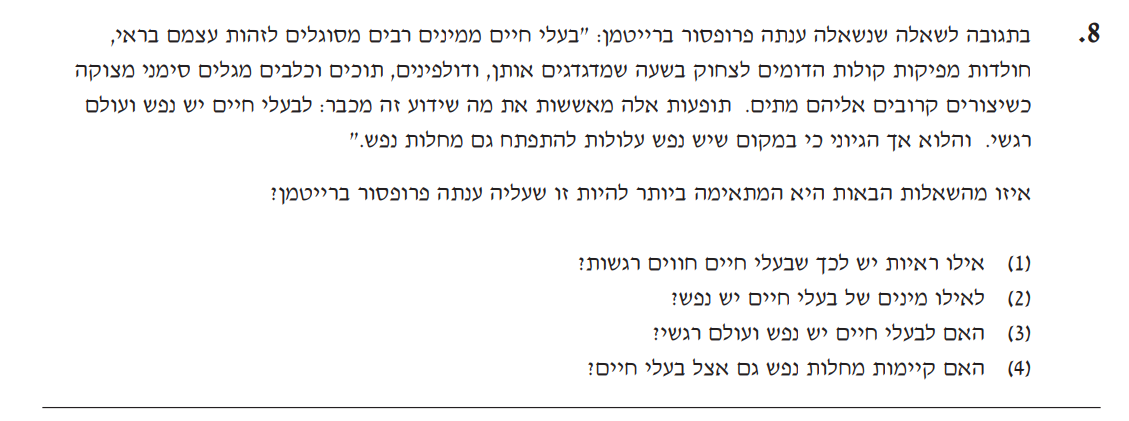 8. בתגובה לשאלה שנשאלה ענתה פרופסור ברייטמן: "בעלי חיים ממינים רבים מסוגלים לזהות עצמם בראי,
חולדות מפיקות קולות הדומים לצחוק בשעה שמדגדגים אותן, ודולפינים, תוכים וכלבים מגלים סימני מצוקה
כשיצורים קרובים אליהם מתים. תופעות אלה מאששות את מה שידוע זה מכבר: לבעלי חיים יש נפש ועולם
רגשי. והלוא אך הגיוני כי במקום שיש נפש עלולות להתפתח גם מחלות נפש."
איזו מהשאלות הבאות היא המתאימה ביותר להיות זו שעליה ענתה פרופסור ברייטמן?
(1) אילו ראיות יש לכך שבעלי חיים חווים רגשות?
(2) לאילו מינים של בעלי חיים יש נפש?
(3) האם לבעלי חיים יש נפש ועולם רגשי?
(4) האם קיימות מחלות נפש גם אצל בעלי חיים?